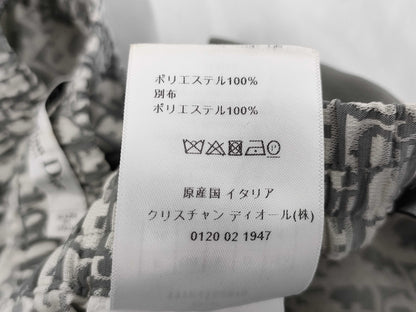 ポリエステル100%
別布
ポリエステル100%
原産国 イタリア
クリスチャン ディオール(株)
0120 02 1947